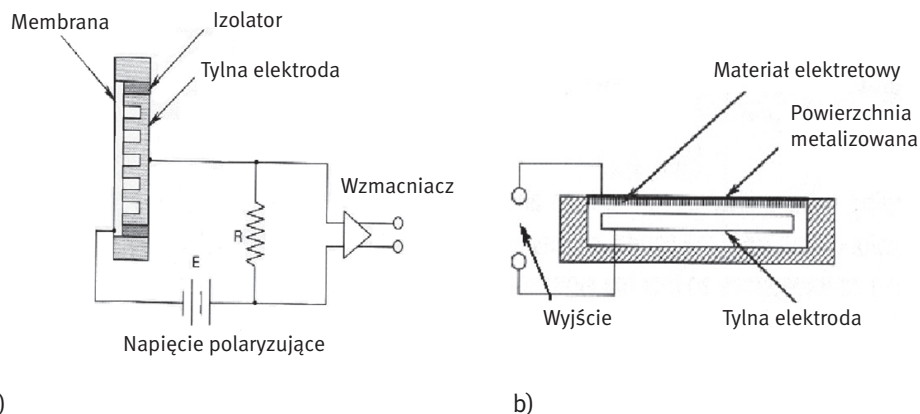 Membrana
Izolator
Tylna elektroda
Wzmacniacz
R
E
Napięcie polaryzujące
)
Materiał elektretowy
Powierzchnia
metalizowana
Wyjście
Tylna elektroda
b)